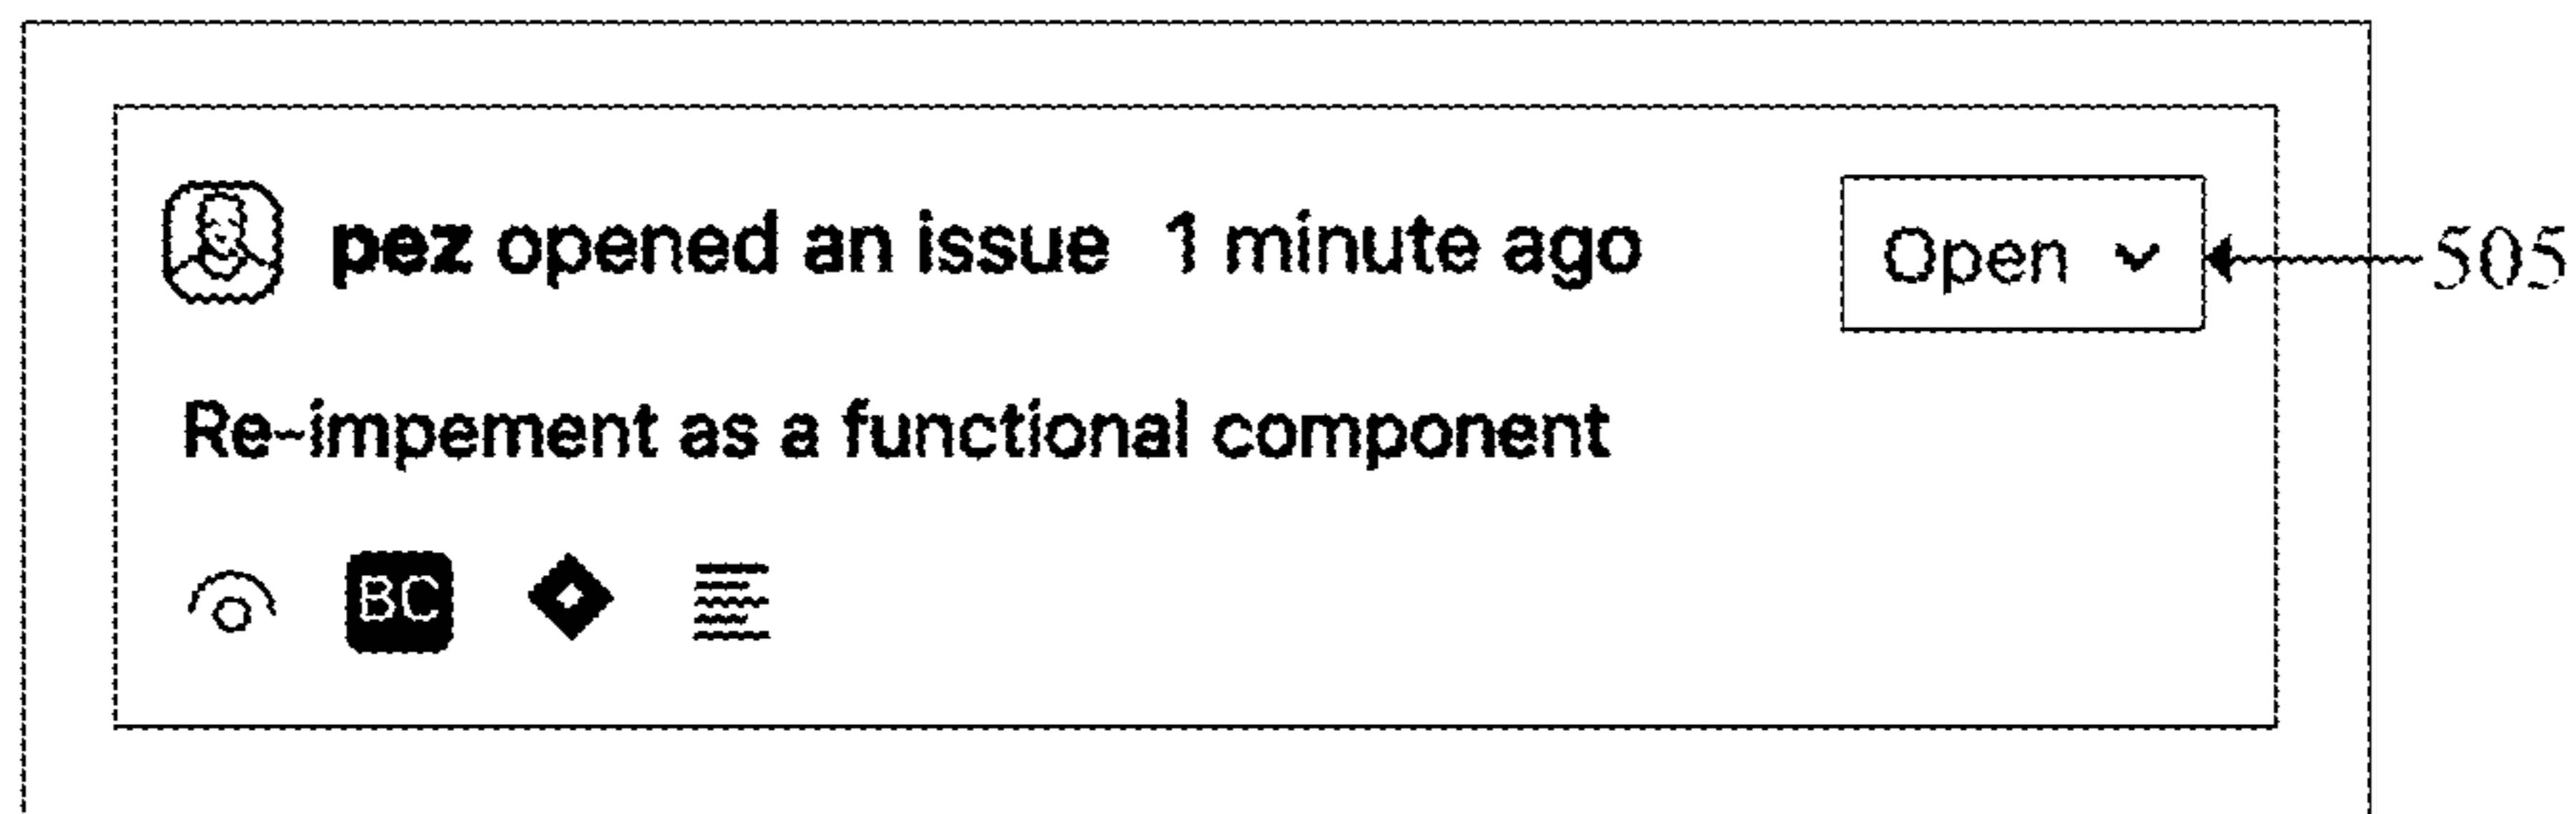 pez opened an issue 1 minute ago Open 505
Re-impement as a functional component
BC